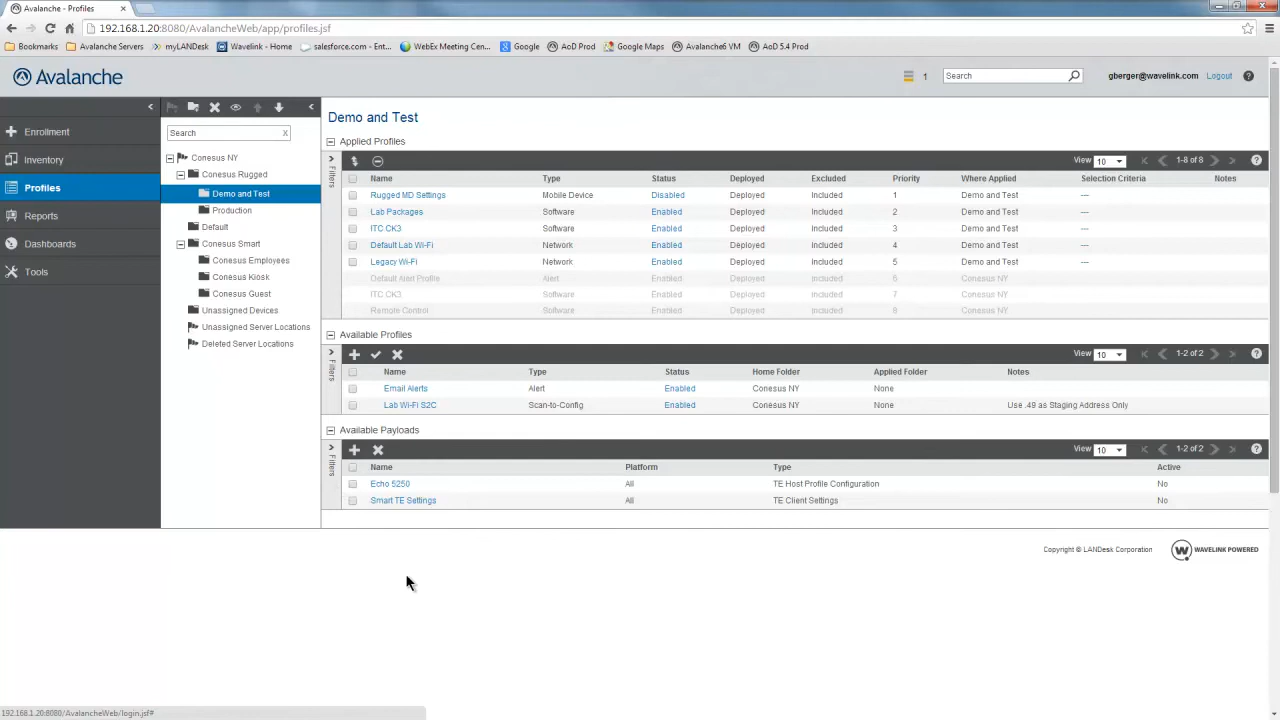 Avalanche - Profiles
192.168.1.20:8080/AvalancheWeb/app/profiles.jsf
Bookmarks Avalanche Servers myLANDesk Wavelink - Home salesforce.com - Ent... WebEx Meeting Cen... Google AoD Prod Google Maps Avalanche6 VM AoD 5.4 Prod
Avalanche
1 Search gberger@wavelink.com Logout ?
Enrollment
Inventory
Profiles
Reports
Dashboards
Tools
Search X
Conesus NY
Conesus Rugged
Demo and Test
Production
Default
Conesus Smart
Conesus Employees
Conesus Kiosk
Conesus Guest
Unassigned Devices
Unassigned Server Locations
Deleted Server Locations
Demo and Test
Applied Profiles
Filters
View 10 1-8 of 8 ?
Name Type Status Deployed Excluded Priority Where Applied Selection Criteria Notes
Rugged MD Settings Mobile Device Disabled Deployed Included 1 Demo and Test ---
Lab Packages Software Enabled Deployed Included 2 Demo and Test ---
ITC CK3 Software Enabled Deployed Included 3 Demo and Test ---
Default Lab Wi-Fi Network Enabled Deployed Included 4 Demo and Test ---
Legacy Wi-Fi Network Enabled Deployed Included 5 Demo and Test ---
Default Alert Profile Alert Enabled Deployed Included 6 Conesus NY
ITC CK3 Software Enabled Deployed Included 7 Conesus NY
Remote Control Software Enabled Deployed Included 8 Conesus NY
Available Profiles
Filters
View 10 1-2 of 2 ?
Name Type Status Home Folder Applied Folder Notes
Email Alerts Alert Enabled Conesus NY None
Lab Wi-Fi S2C Scan-to-Config Enabled Conesus NY None Use .49 as Staging Address Only
Available Payloads
Filters
View 10 1-2 of 2 ?
Name Platform Type Active
Echo 5250 All TE Host Profile Configuration No
Smart TE Settings All TE Client Settings No
Copyright © LANDesk Corporation W WAVELINK POWERED
192.168.1.20:8080/AvalancheWeb/login.jsf#